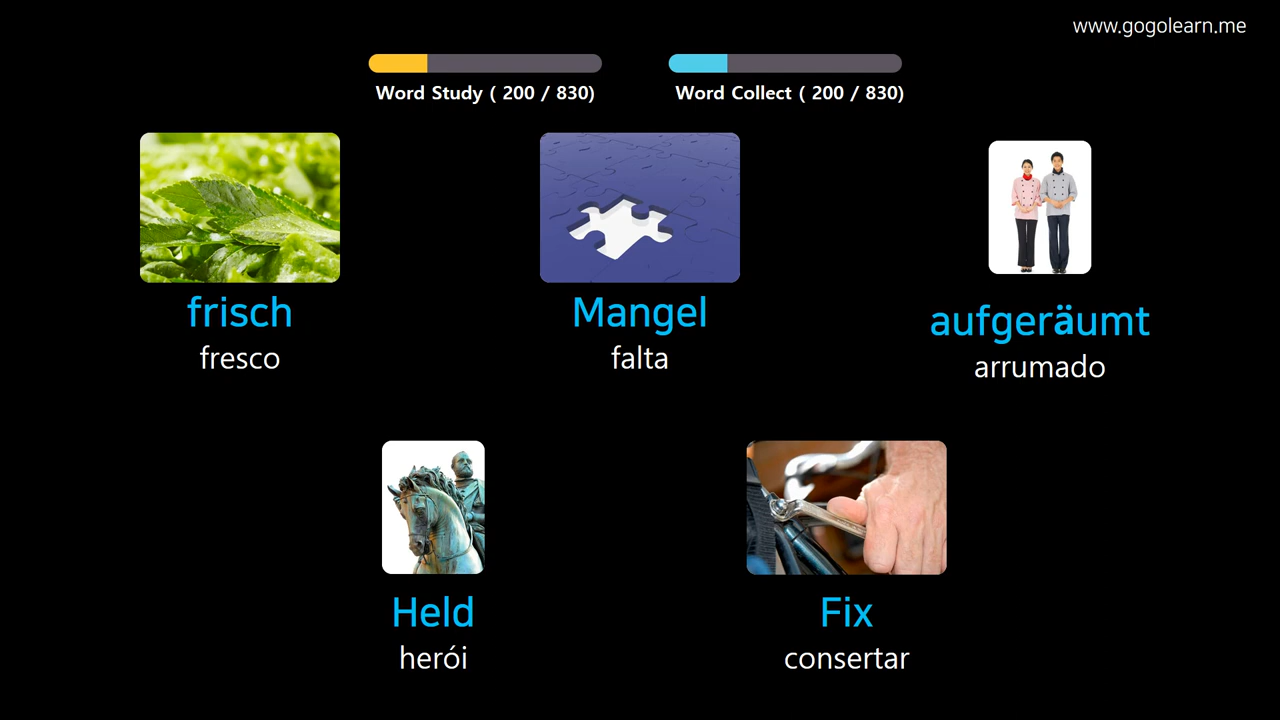 www.gogolearn.me
Word Study ( 200 / 830)
Word Collect ( 200 / 830)
frisch
fresco
Mangel
falta
aufgeräumt
arrumado
Held
herói
Fix
consertar